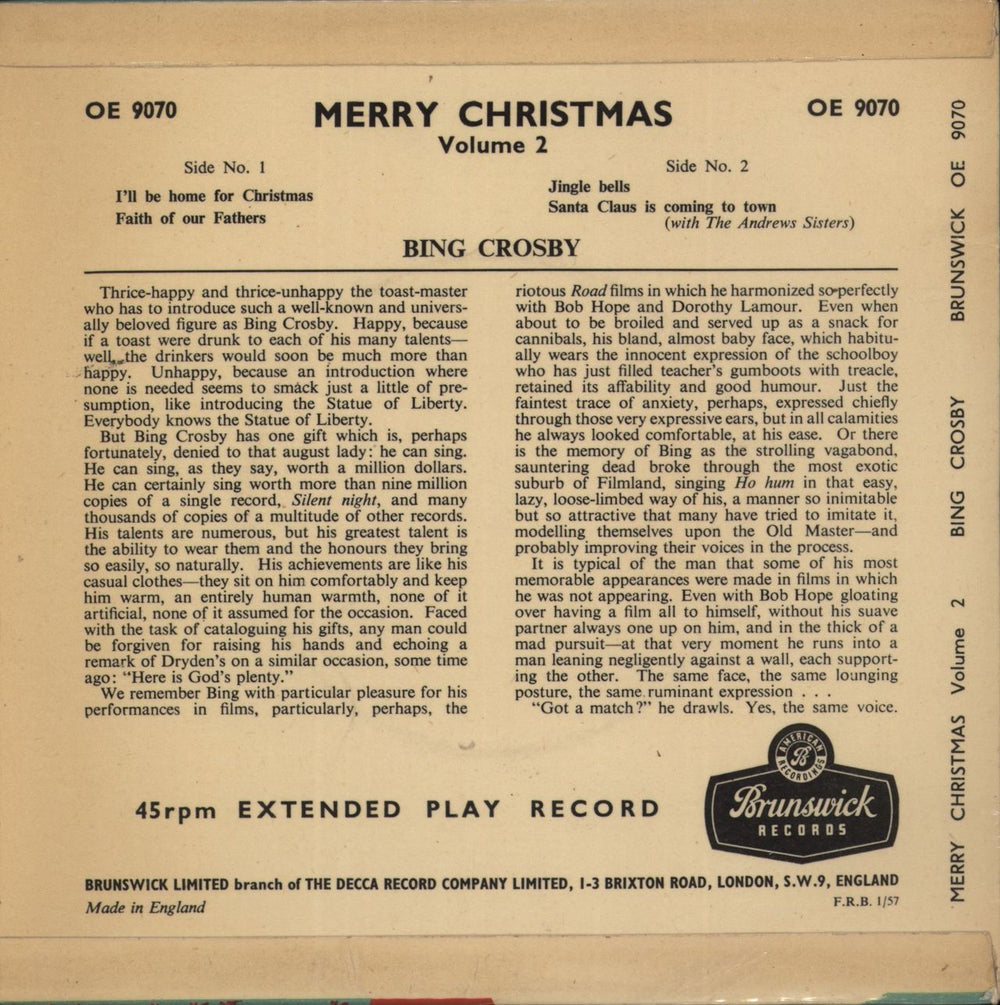 OE 9070
MERRY CHRISTMAS
OE 9070
Volume 2
Side No. 1
I'll be home for Christmas
Faith of our Fathers
Side No. 2
Jingle bells
Santa Claus is coming to town
(with The Andrews Sisters)
BING CROSBY
Thrice-happy and thrice-unhappy the toast-master
who has to introduce such a well-known and univers-
ally beloved figure as Bing Crosby. Happy, because
if a toast were drunk to each of his many talents—
well, the drinkers would soon be much more than
happy. Unhappy, because an introduction where
none is needed seems to smack just a little of pre-
sumption, like introducing the Statue of Liberty.
Everybody knows the Statue of Liberty.
But Bing Crosby has one gift which is, perhaps
fortunately, denied to that august lady: he can sing.
He can sing, as they say, worth a million dollars.
He can certainly sing worth more than nine million
copies of a single record, Silent night, and many
thousands of copies of a multitude of other records.
His talents are numerous, but his greatest talent is
the ability to wear them and the honours they bring
so easily, so naturally. His achievements are like his
casual clothes—they sit on him comfortably and keep
him warm, an entirely human warmth, none of it
artificial, none of it assumed for the occasion. Faced
with the task of cataloguing his gifts, any man could
be forgiven for raising his hands and echoing a
remark of Dryden's on a similar occasion, some time
ago: "Here is God's plenty."
We remember Bing with particular pleasure for his
performances in films, particularly, perhaps, the
riotous Road films in which he harmonized so perfectly
with Bob Hope and Dorothy Lamour. Even when
about to be broiled and served up as a snack for
cannibals, his bland, almost baby face, which habitu-
ally wears the innocent expression of the schoolboy
who has just filled teacher's gumboots with treacle,
retained its affability and good humour. Just the
faintest trace of anxiety, perhaps, expressed chiefly
through those very expressive ears, but in all calamities
he always looked comfortable, at his ease. Or there
is the memory of Bing as the strolling vagabond,
sauntering dead broke through the most exotic
suburb of Filmland, singing Ho hum in that easy,
lazy, loose-limbed way of his, a manner so inimitable
but so attractive that many have tried to imitate it,
modelling themselves upon the Old Master—and
probably improving their voices in the process.
It is typical of the man that some of his most
memorable appearances were made in films in which
he was not appearing. Even with Bob Hope gloating
over having a film all to himself, without his suave
partner always one up on him, and in the thick of a
mad pursuit—at that very moment he runs into a
man leaning negligently against a wall, each support-
ing the other. The same face, the same lounging
posture, the same ruminant expression . . .
"Got a match?" he drawls. Yes, the same voice.
45rpm EXTENDED PLAY RECORD
AMERICAN
B
RECORDINGS
Brunswick
RECORDS
BRUNSWICK LIMITED branch of THE DECCA RECORD COMPANY LIMITED, 1-3 BRIXTON ROAD, LONDON, S.W.9, ENGLAND
Made in England
F.R.B. 1/57
MERRY CHRISTMAS Volume 2 BING CROSBY BRUNSWICK OE 9070